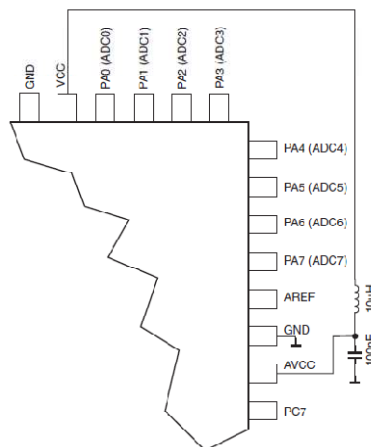 GND
VCC
PA0 (ADC0)
PA1 (ADC1)
PA2 (ADC2)
PA3 (ADC3)
PA4 (ADC4)
PA5 (ADC5)
PA6 (ADC6)
PA7 (ADC7)
AREF
10μH
GND
AVCC
100nF
PC7